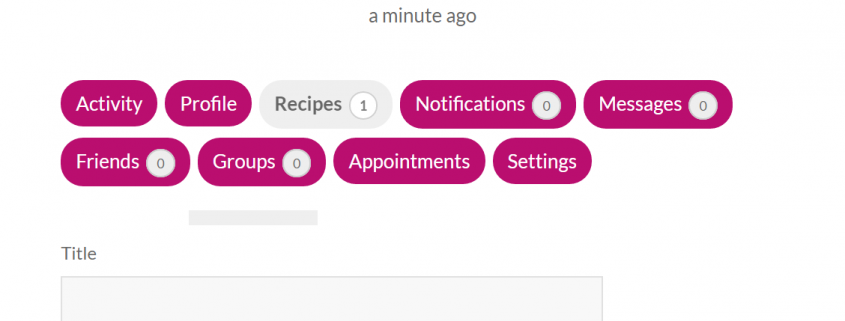 a minute ago
Activity Profile Recipes 1 Notifications 0 Messages 0
Friends 0 Groups 0 Appointments Settings
Title